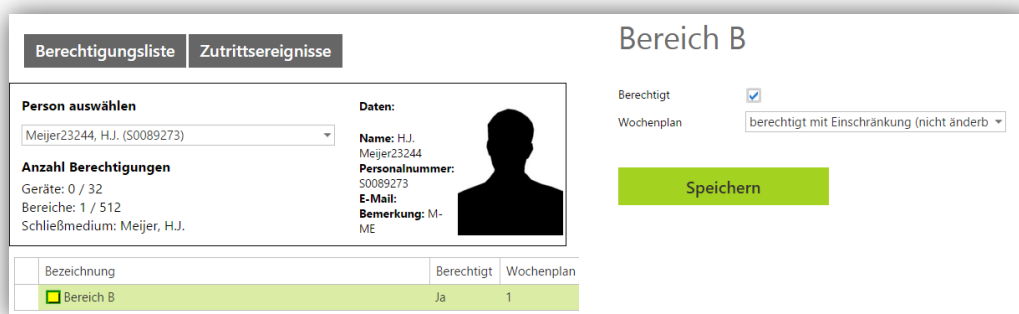 Berechtigungsliste Zutrittsereignisse
Person auswählen
Meijer23244, H.J. (S0089273)
Anzahl Berechtigungen
Geräte: 0 / 32
Bereiche: 1 / 512
Schließmedium: Meijer, H.J.
Daten:
Name: H.J.
Meijer23244
Personalnummer:
S0089273
E-Mail:
Bemerkung: M-
ME
Bezeichnung Berechtigt Wochenplan
Bereich B Ja 1
Bereich B
Berechtigt
Wochenplan berechtigt mit Einschränkung (nicht änderb
Speichern